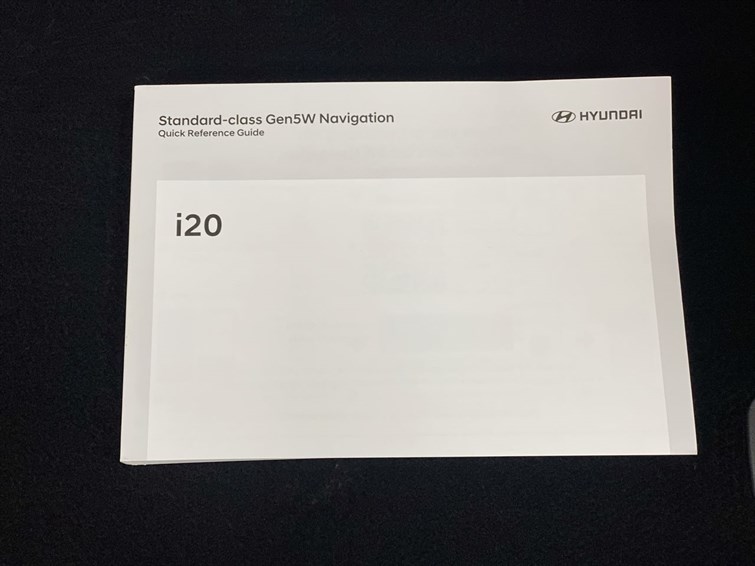 Standard-class Gen5W Navigation
Quick Reference Guide
HYUNDAI
i20